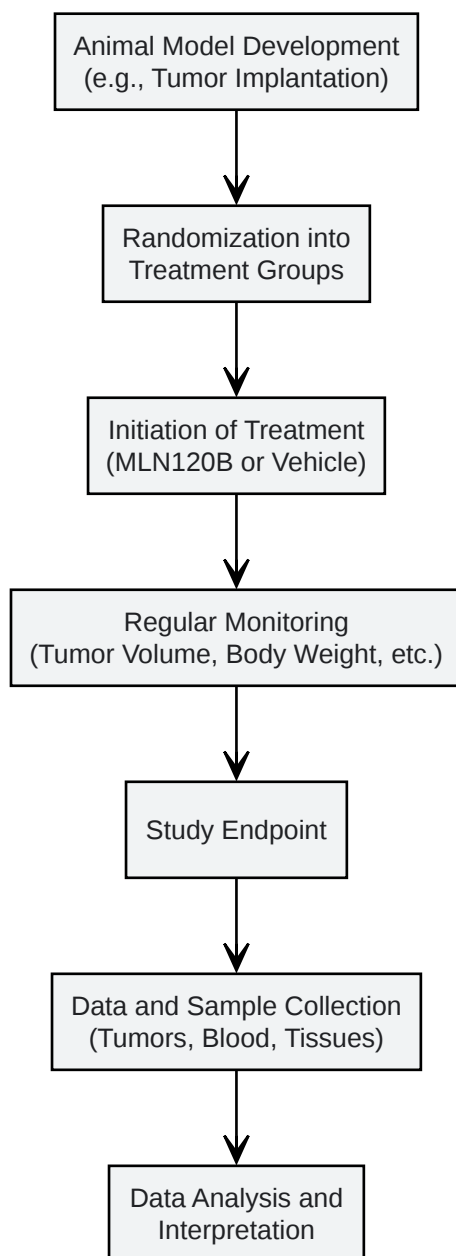 Animal Model Development
(e.g., Tumor Implantation)
Randomization into
Treatment Groups
Initiation of Treatment
(MLN120B or Vehicle)
Regular Monitoring
(Tumor Volume, Body Weight, etc.)
Study Endpoint
Data and Sample Collection
(Tumors, Blood, Tissues)
Data Analysis and
Interpretation